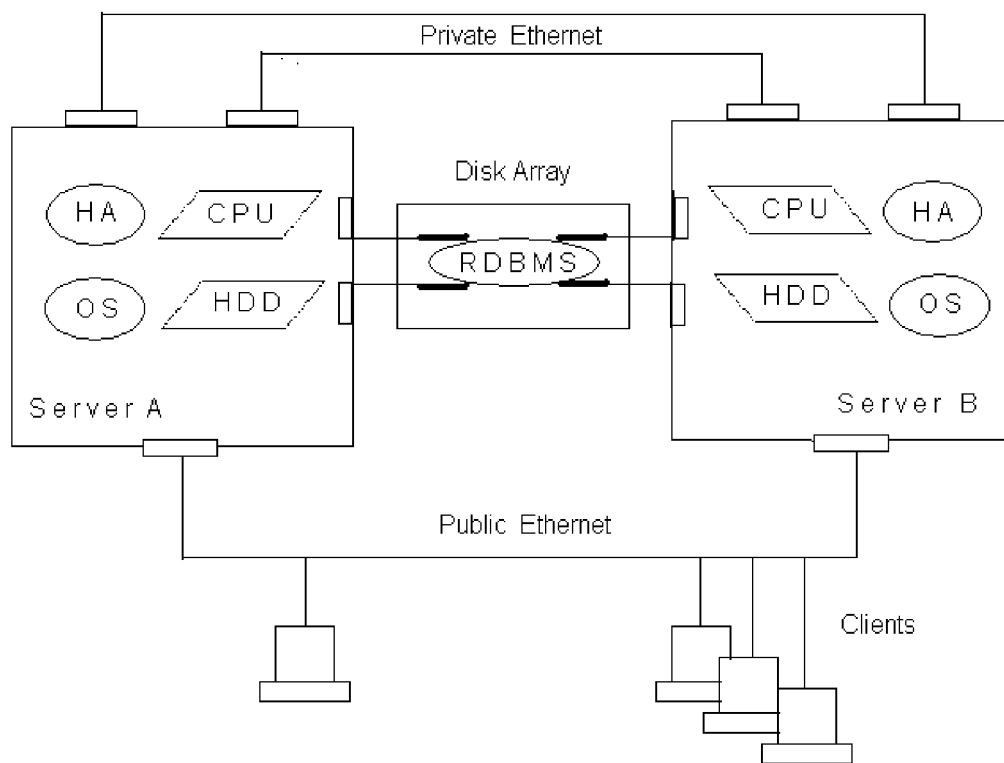 Private Ethernet
Disk Array
HA
CPU
CPU
HA
RDBMS
OS
HDD
HDD
OS
Server A
Server B
Public Ethernet
Clients